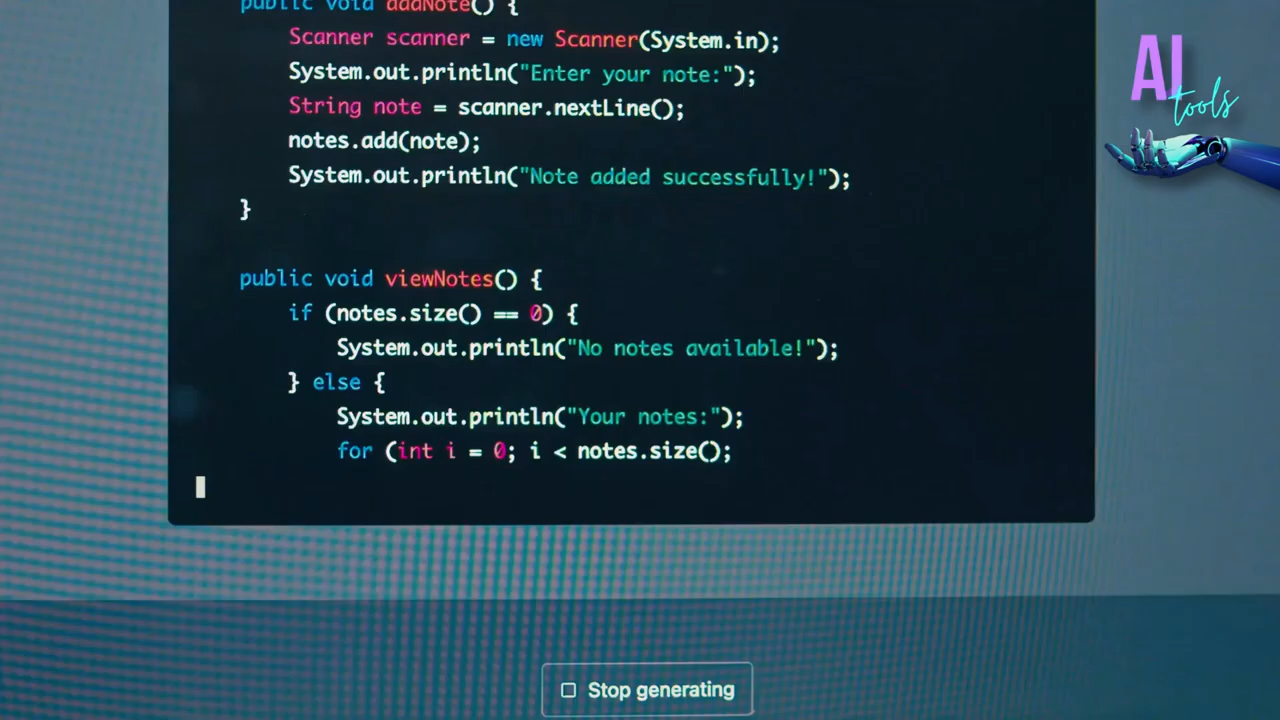 public void addNote() {
Scanner scanner = new Scanner(System.in);
System.out.println("Enter your note:");
String note = scanner.nextLine();
notes.add(note);
System.out.println("Note added successfully!");
}
public void viewNotes() {
if (notes.size() == 0) {
System.out.println("No notes available!");
} else {
System.out.println("Your notes:");
for (int i = 0; i < notes.size();
Stop generating
AI
tools